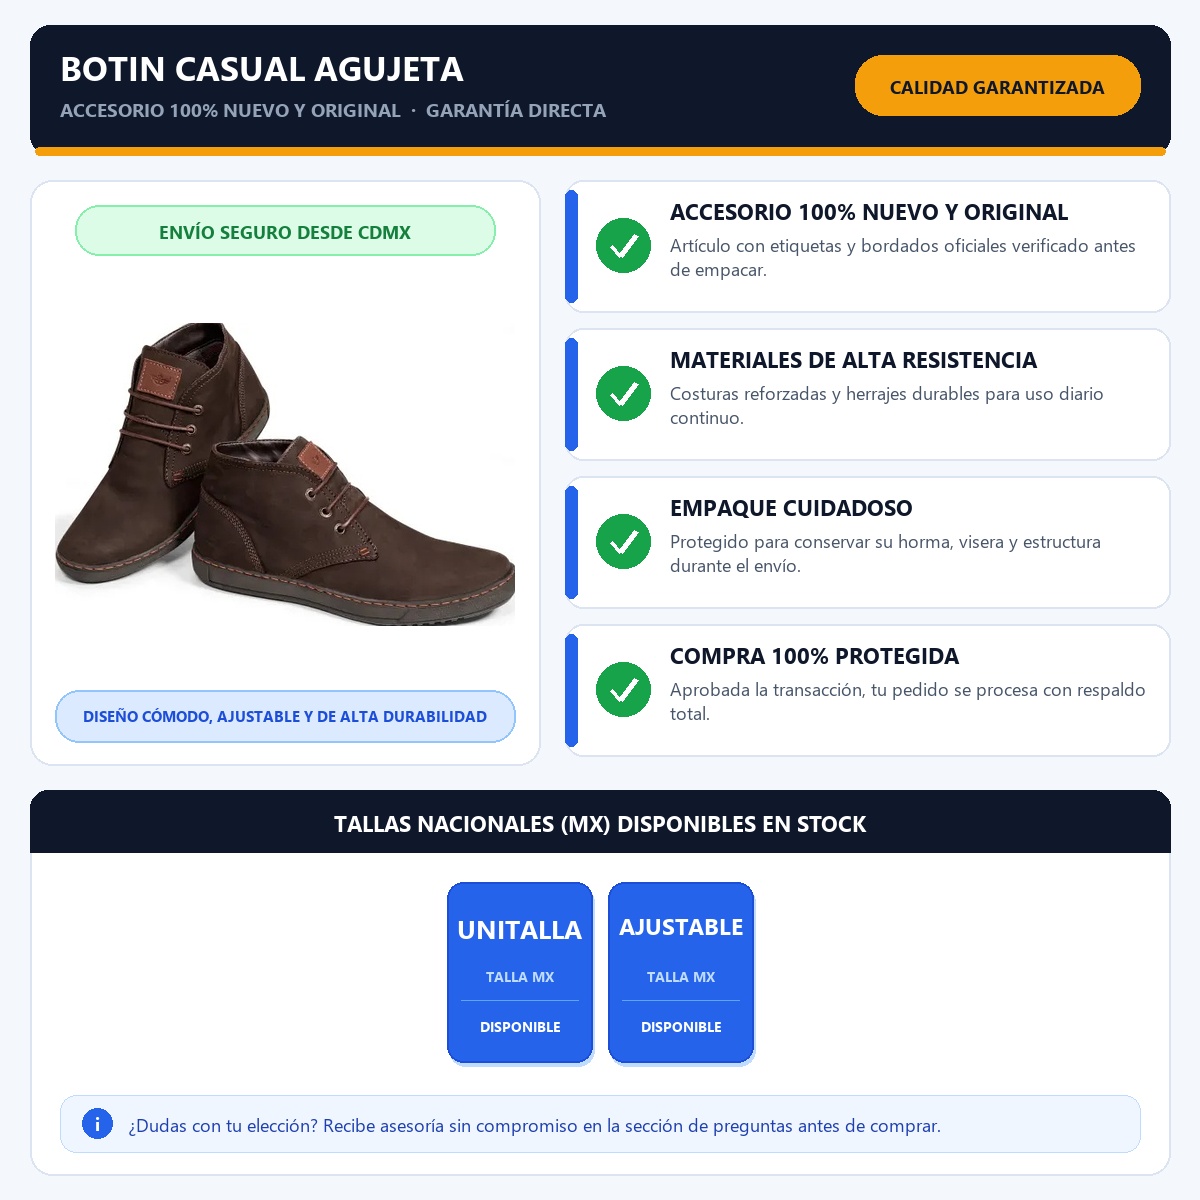 BOTIN CASUAL AGUJETA
ACCESORIO 100% NUEVO Y ORIGINAL · GARANTÍA DIRECTA
CALIDAD GARANTIZADA
ENVÍO SEGURO DESDE CDMX
DISEÑO CÓMODO, AJUSTABLE Y DE ALTA DURABILIDAD
ACCESORIO 100% NUEVO Y ORIGINAL
Artículo con etiquetas y bordados oficiales verificado antes
de empacar.
MATERIALES DE ALTA RESISTENCIA
Costuras reforzadas y herrajes durables para uso diario
continuo.
EMPAQUE CUIDADOSO
Protegido para conservar su horma, visera y estructura
durante el envío.
COMPRA 100% PROTEGIDA
Aprobada la transacción, tu pedido se procesa con respaldo
total.
TALLAS NACIONALES (MX) DISPONIBLES EN STOCK
UNITALLA
TALLA MX
DISPONIBLE
AJUSTABLE
TALLA MX
DISPONIBLE
¿Dudas con tu elección? Recibe asesoría sin compromiso en la sección de preguntas antes de comprar.